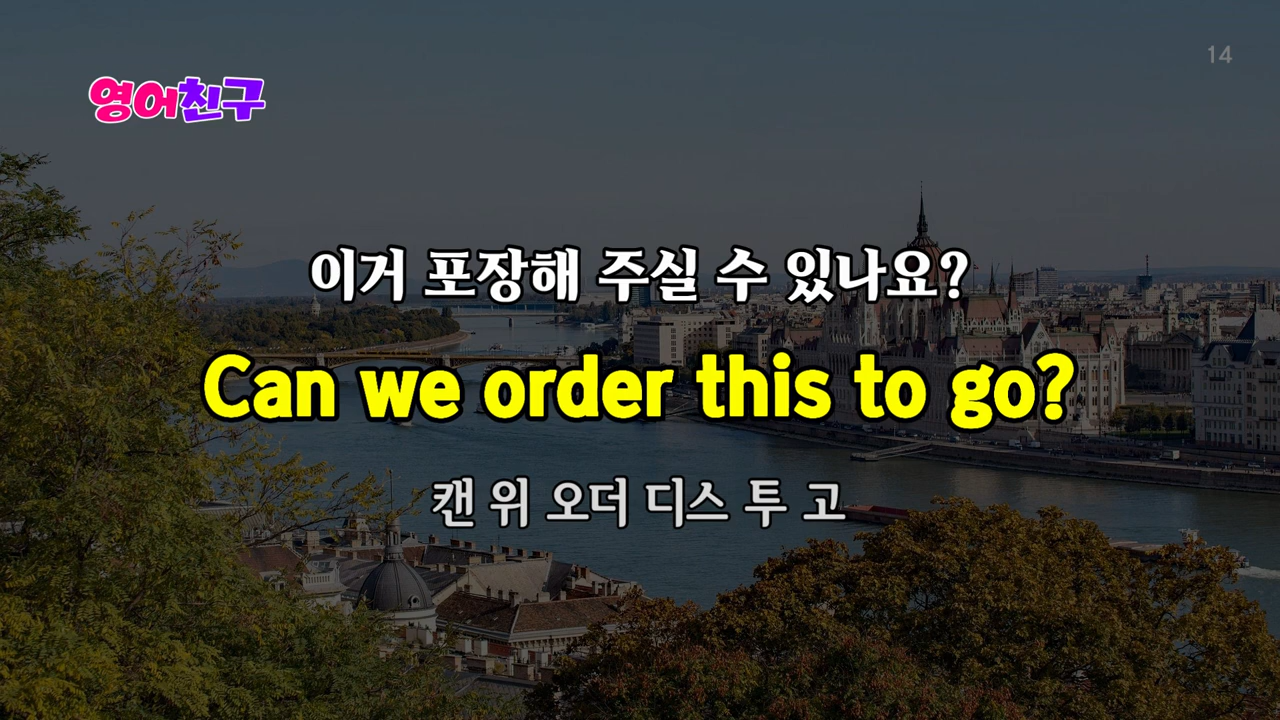 14
영어친구
이거 포장해 주실 수 있나요?
Can we order this to go?
캔 위 오더 디스 투 고